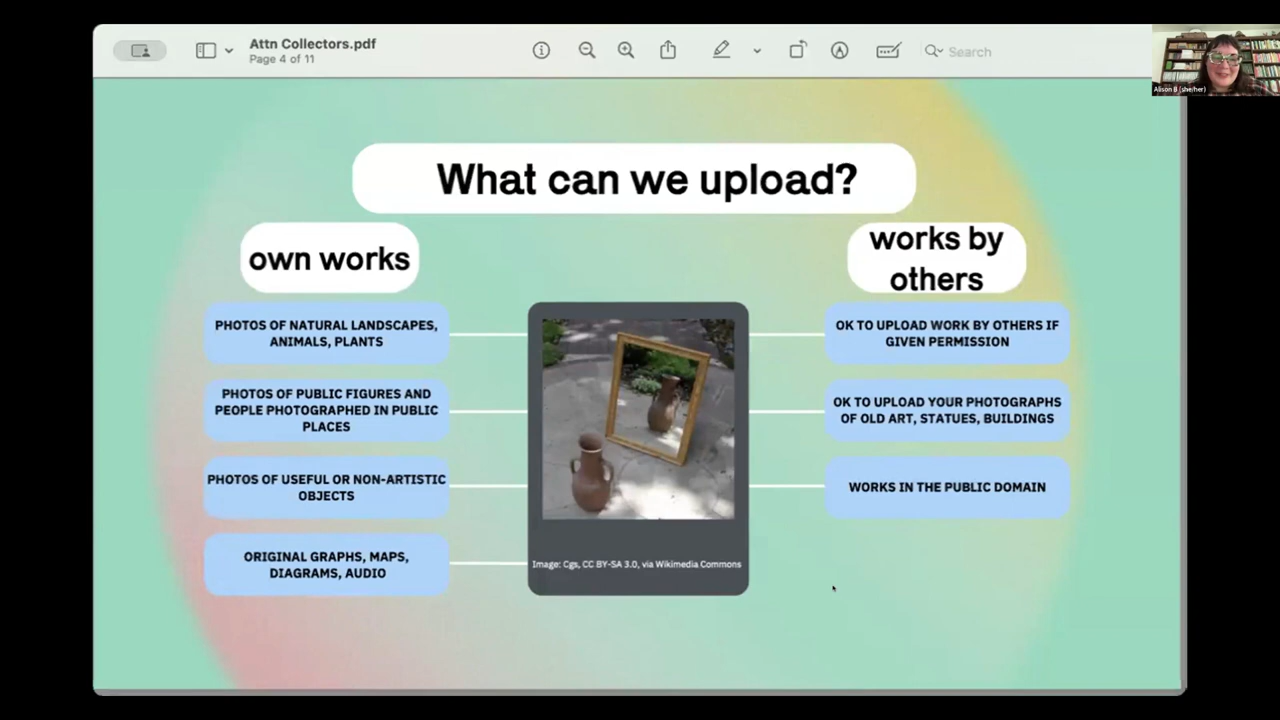 Attn Collectors.pdf
Page 4 of 11
Search
Alison B (she/her)
What can we upload?
own works
PHOTOS OF NATURAL LANDSCAPES,
ANIMALS, PLANTS
PHOTOS OF PUBLIC FIGURES AND
PEOPLE PHOTOGRAPHED IN PUBLIC
PLACES
PHOTOS OF USEFUL OR NON-ARTISTIC
OBJECTS
ORIGINAL GRAPHS, MAPS,
DIAGRAMS, AUDIO
Image: Cgs, CC BY-SA 3.0, via Wikimedia Commons
works by
others
OK TO UPLOAD WORK BY OTHERS IF
GIVEN PERMISSION
OK TO UPLOAD YOUR PHOTOGRAPHS
OF OLD ART, STATUES, BUILDINGS
WORKS IN THE PUBLIC DOMAIN